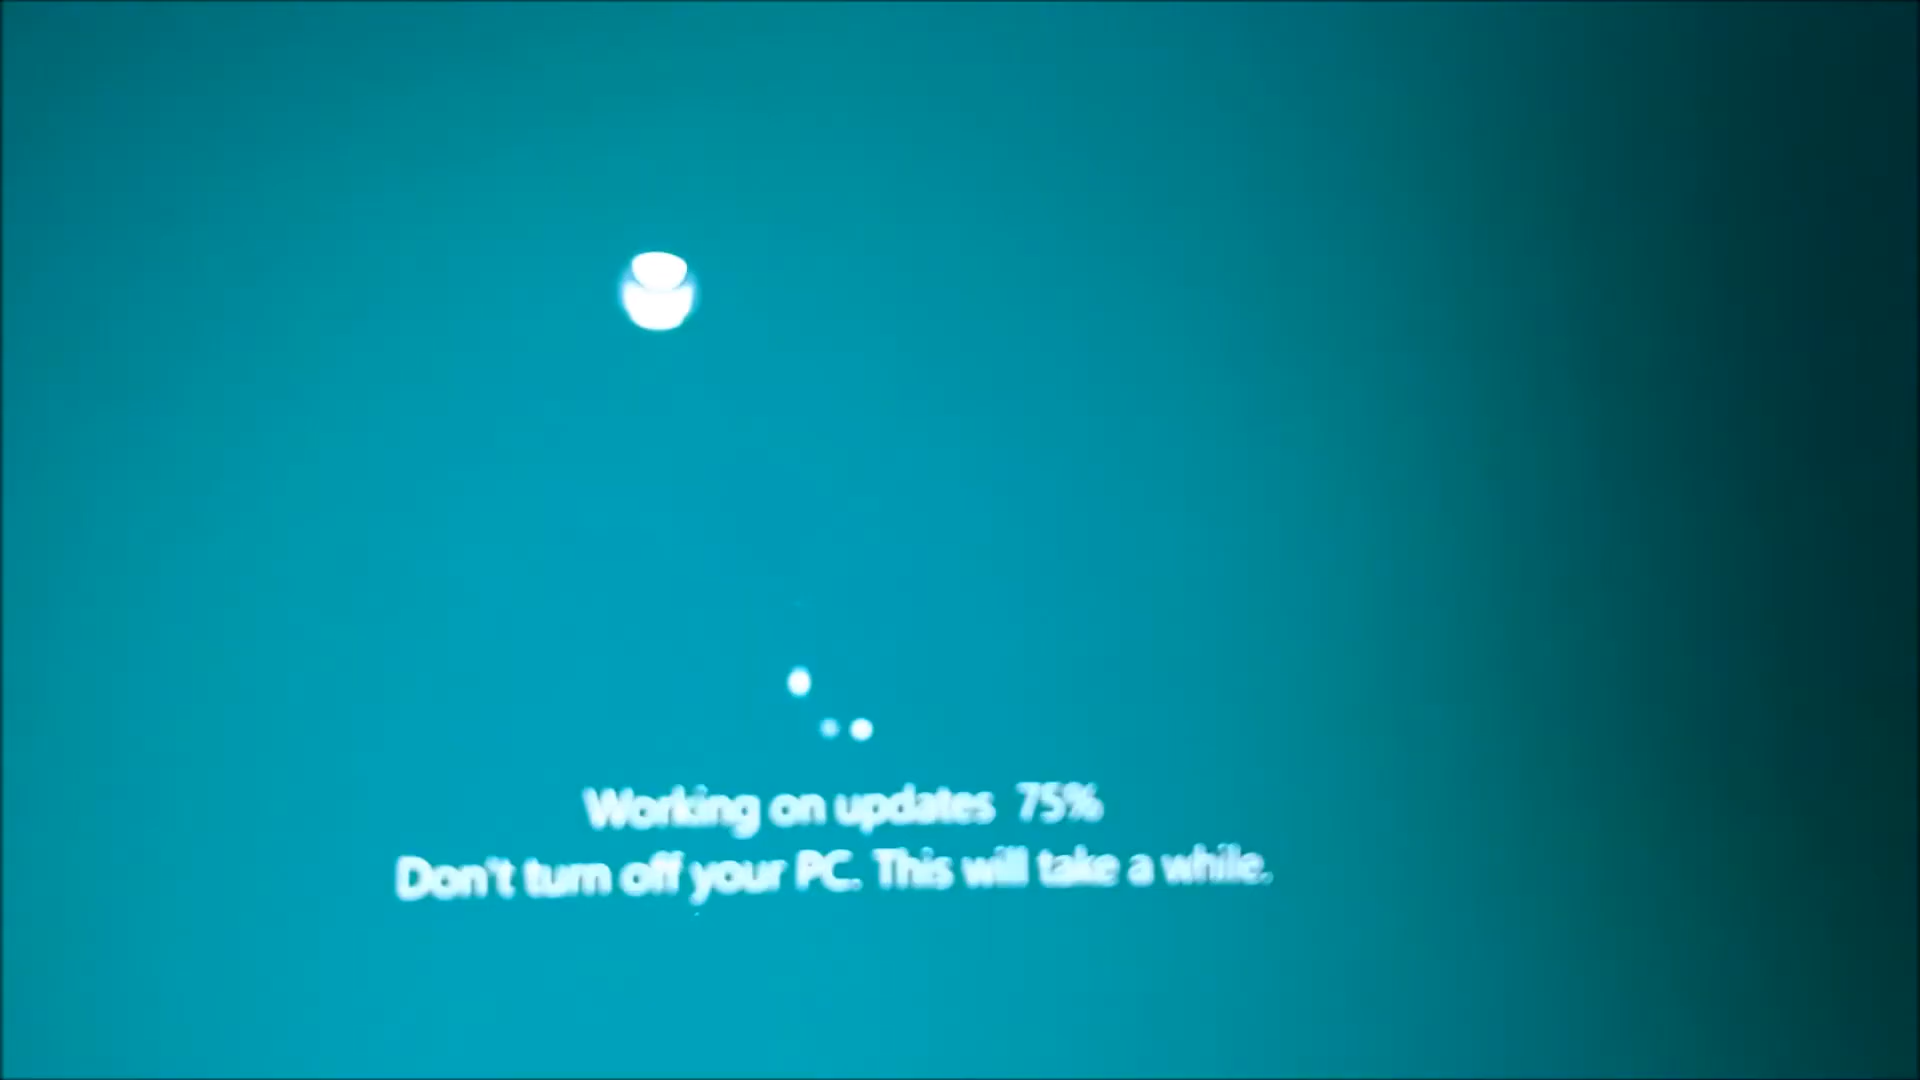 Working on updates 75%
Don't turn off your PC. This will take a while.